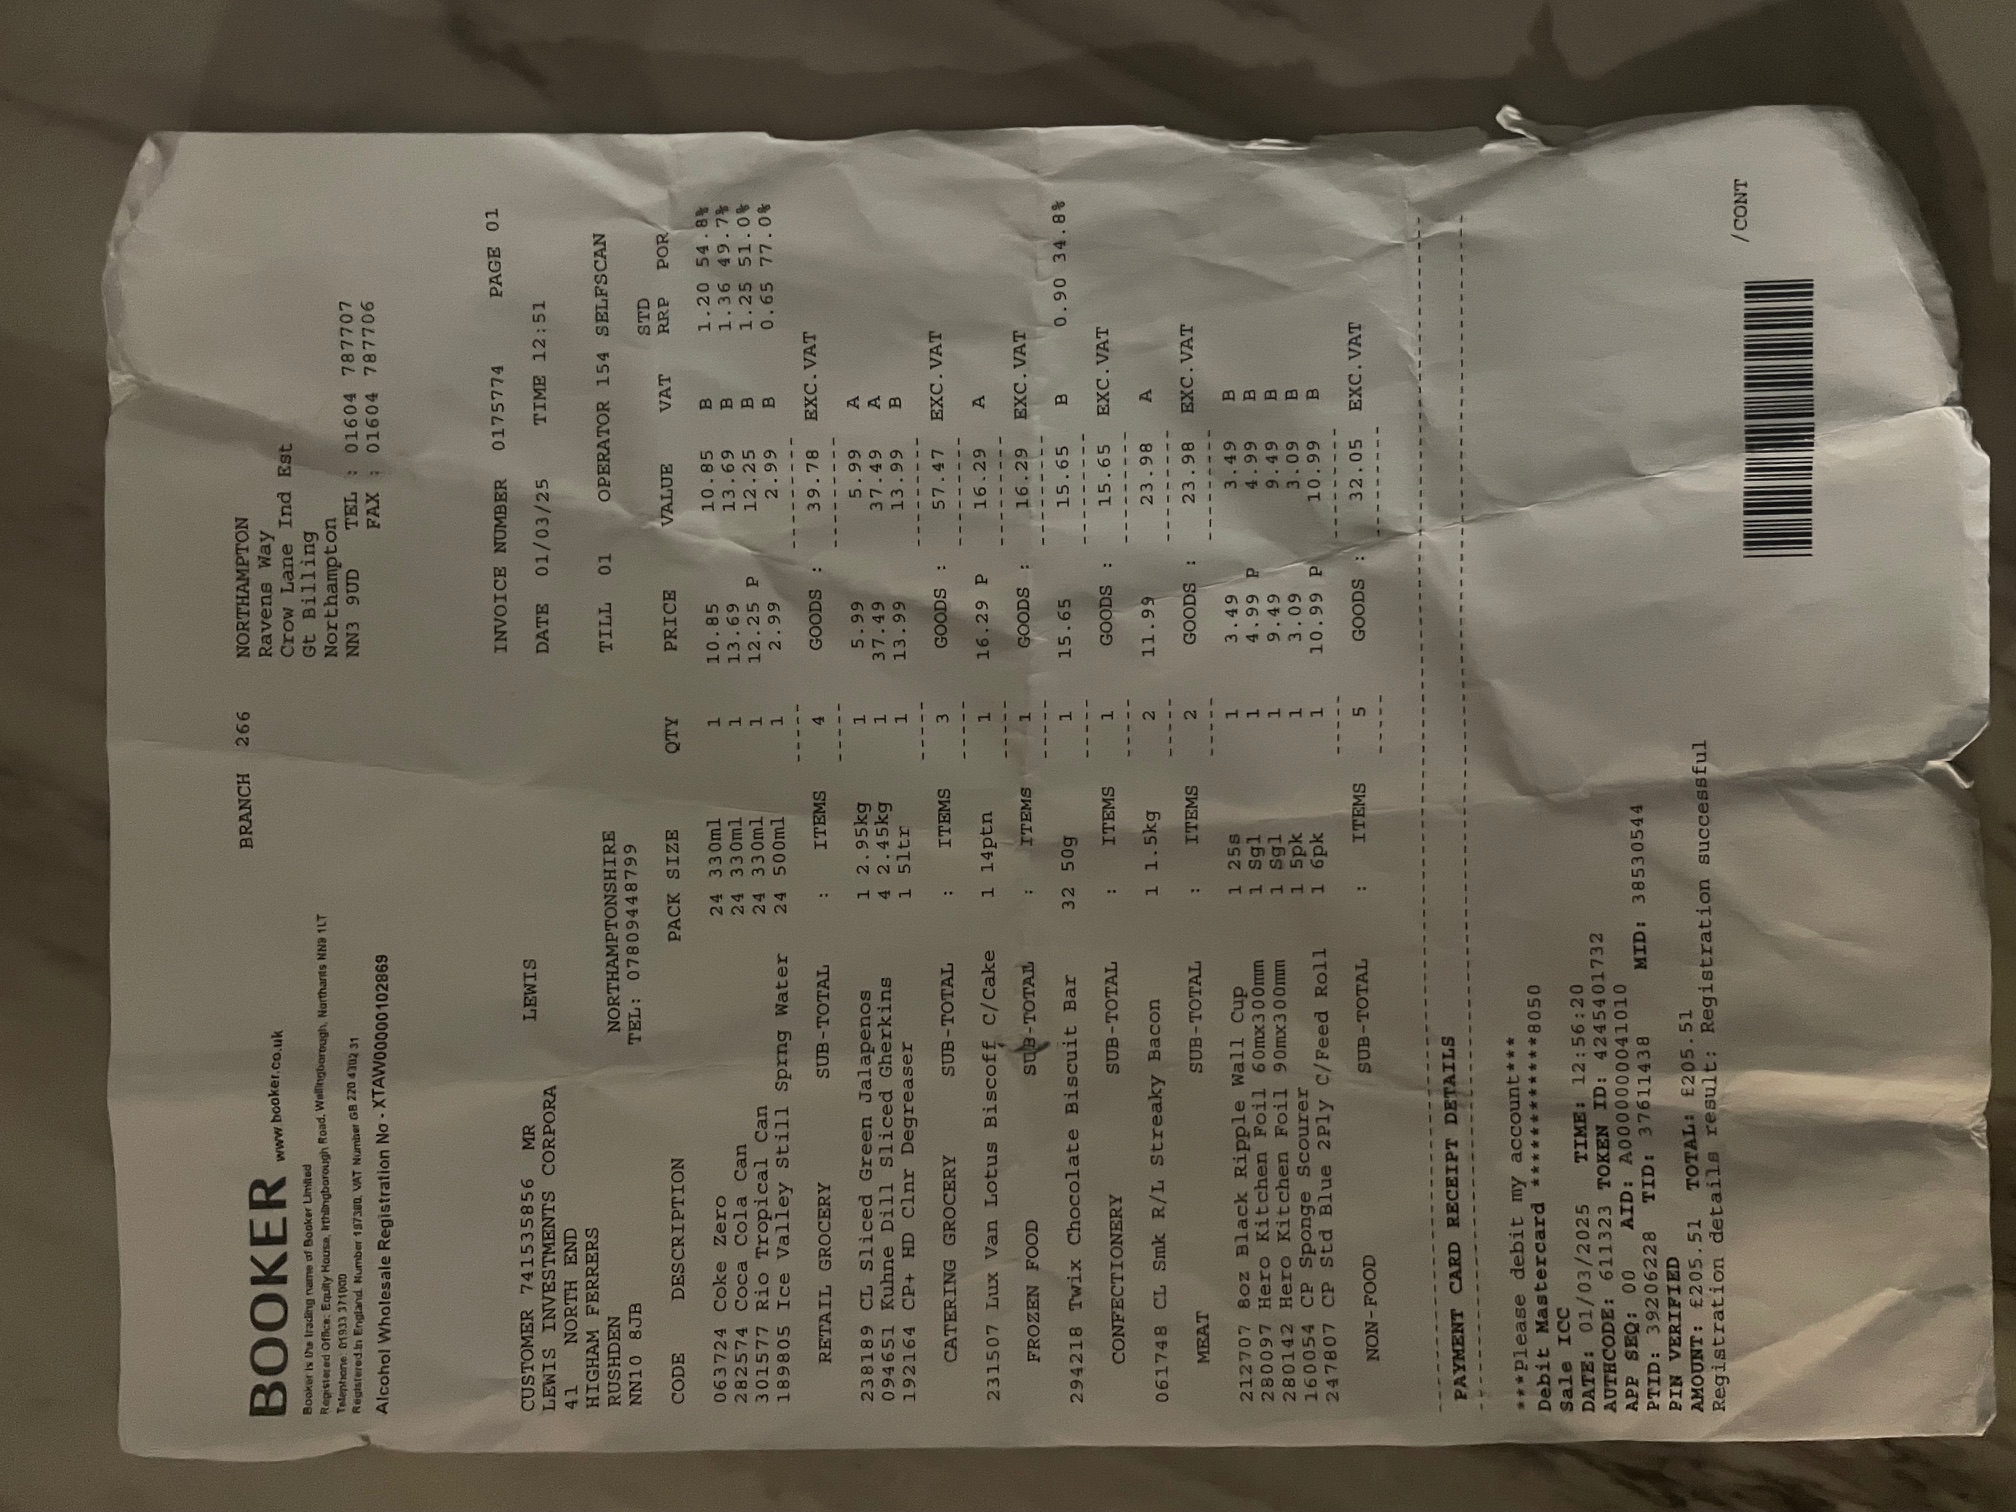 BOOKER www.booker.co.uk BRANCH 266 NORTHAMPTON
Ravens Way
Crow Lane Ind Est
Gt Billing
Northampton
NN3 9UD TEL : 01604 787707
FAX : 01604 787706
Booker is the trading name of Booker Limited
Registered Office: Equity House, Irthlingborough Road, Wellingborough, Northants NN8 1LT
Telephone: 01933 371000
Registered In England. Number 197380, VAT Number GB 220 4302 31
Alcohol Wholesale Registration No - XTAW00000102869
INVOICE NUMBER 0175774 PAGE 01
CUSTOMER 741535856 MR LEWIS
LEWIS INVESTMENTS CORPORA DATE 01/03/25 TIME 12:51
41 NORTH END
HIGHAM FERRERS
RUSHDEN NORTHAMPTONSHIRE TILL 01 OPERATOR 154 SELFSCAN
NN10 8JB TEL: 07809448799
STD
CODE DESCRIPTION PACK SIZE QTY PRICE VALUE VAT RRP POR
063724 Coke Zero 24 330ml 1 10.85 10.85 B 1.20 54.8%
282574 Coca Cola Can 24 330ml 1 13.69 13.69 B 1.36 49.7%
301577 Rio Tropical Can 24 330ml 1 12.25 P 12.25 B 1.25 51.0%
189805 Ice Valley Still Sprng Water 24 500ml 1 2.99 2.99 B 0.65 77.0%
RETAIL GROCERY SUB-TOTAL : ITEMS 4 GOODS : 39.78 EXC.VAT
238189 CL Sliced Green Jalapenos 1 2.95kg 1 5.99 5.99 A
094651 Kuhne Dill Sliced Gherkins 4 2.45kg 1 37.49 37.49 A
192164 CP+ HD Clnr Degreaser 1 5ltr 1 13.99 13.99 B
CATERING GROCERY SUB-TOTAL : ITEMS 3 GOODS : 57.47 EXC.VAT
231507 Lux Van Lotus Biscoff C/Cake 1 14ptn 1 16.29 P 16.29 A
FROZEN FOOD SUB-TOTAL : ITEMS 1 GOODS : 16.29 EXC.VAT
294218 Twix Chocolate Biscuit Bar 32 50g 1 15.65 15.65 B 0.90 34.8%
CONFECTIONERY SUB-TOTAL : ITEMS 1 GOODS : 15.65 EXC.VAT
061748 CL Smk R/L Streaky Bacon 1 1.5kg 2 11.99 23.98 A
MEAT SUB-TOTAL : ITEMS 2 GOODS : 23.98 EXC.VAT
212707 8oz Black Ripple Wall Cup 1 25s 1 3.49 3.49 B
280097 Hero Kitchen Foil 60mx300mm 1 Sgl 1 4.99 P 4.99 B
280142 Hero Kitchen Foil 90mx300mm 1 Sgl 1 9.49 9.49 B
160054 CP Sponge Scourer 1 5pk 1 3.09 3.09 B
247807 CP Std Blue 2Ply C/Feed Roll 1 6pk 1 10.99 P 10.99 B
NON-FOOD SUB-TOTAL : ITEMS 5 GOODS : 32.05 EXC.VAT
PAYMENT CARD RECEIPT DETAILS
***Please debit my account***
Debit Mastercard ************8050
Sale ICC
DATE: 01/03/2025 TIME: 12:56:20
AUTHCODE: 611323 TOKEN ID: 4245401732
APP SEQ: 00 AID: A0000000041010
PTID: 39206228 TID: 37611438 MID: 38530544
PIN VERIFIED
AMOUNT: £205.51 TOTAL: £205.51
Registration details result: Registration successful
/CONT